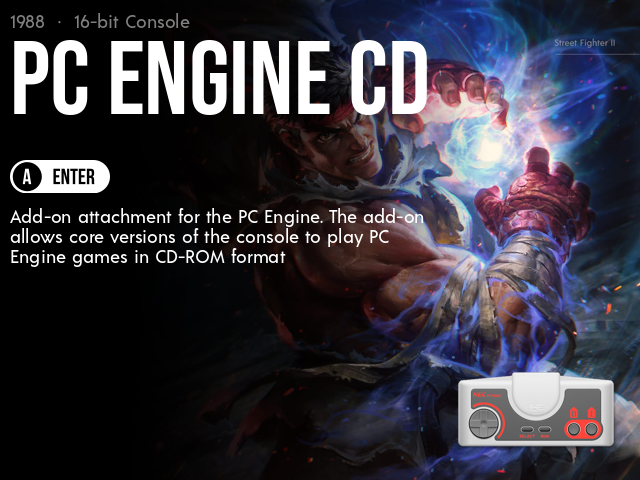 1988 · 16-bit Console
Street Fighter II
PC ENGINE CD
A ENTER
Add-on attachment for the PC Engine. The add-on
allows core versions of the console to play PC
Engine games in CD-ROM format